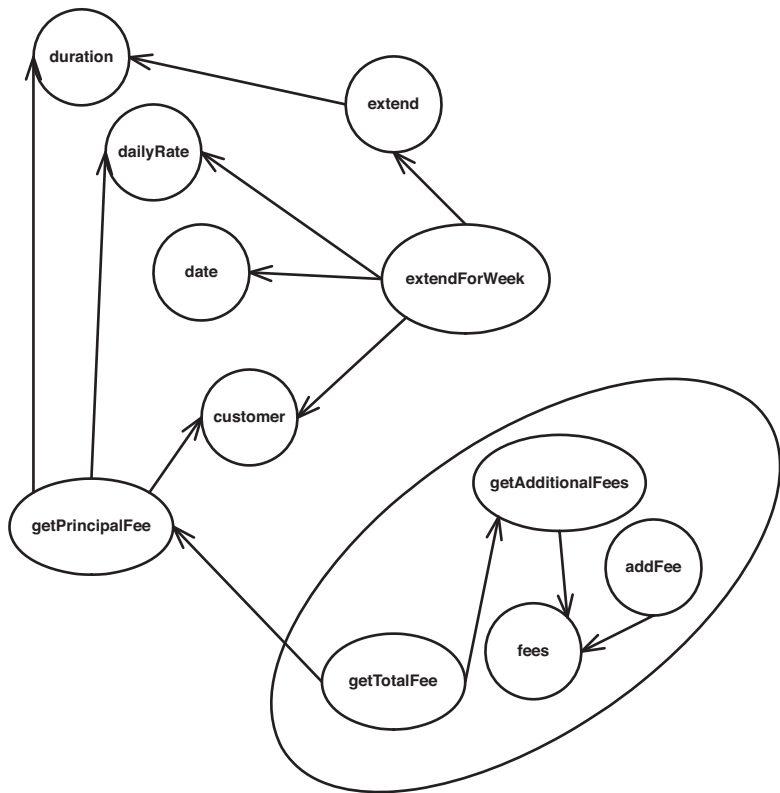 duration
extend
dailyRate
date
extendForWeek
customer
getAdditionalFees
getPrincipalFee
addFee
fees
getTotalFee